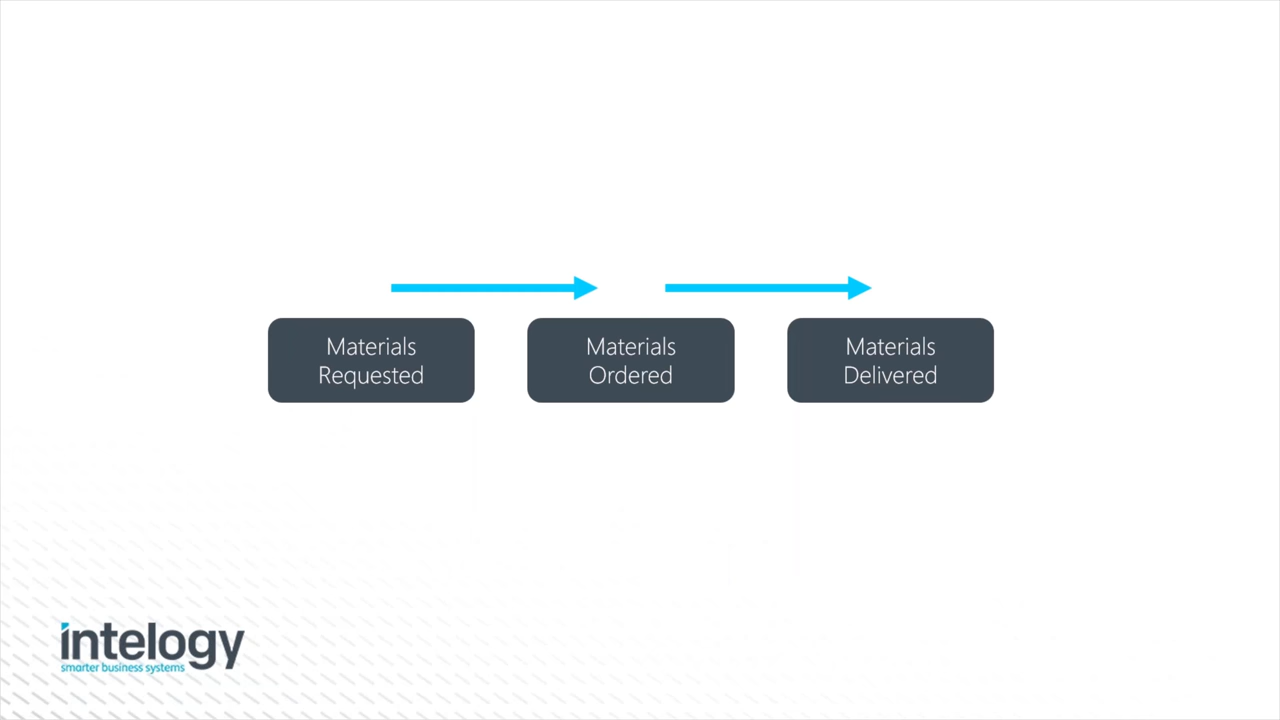 Materials
Requested
Materials
Ordered
Materials
Delivered
intelogy
smarter business systems